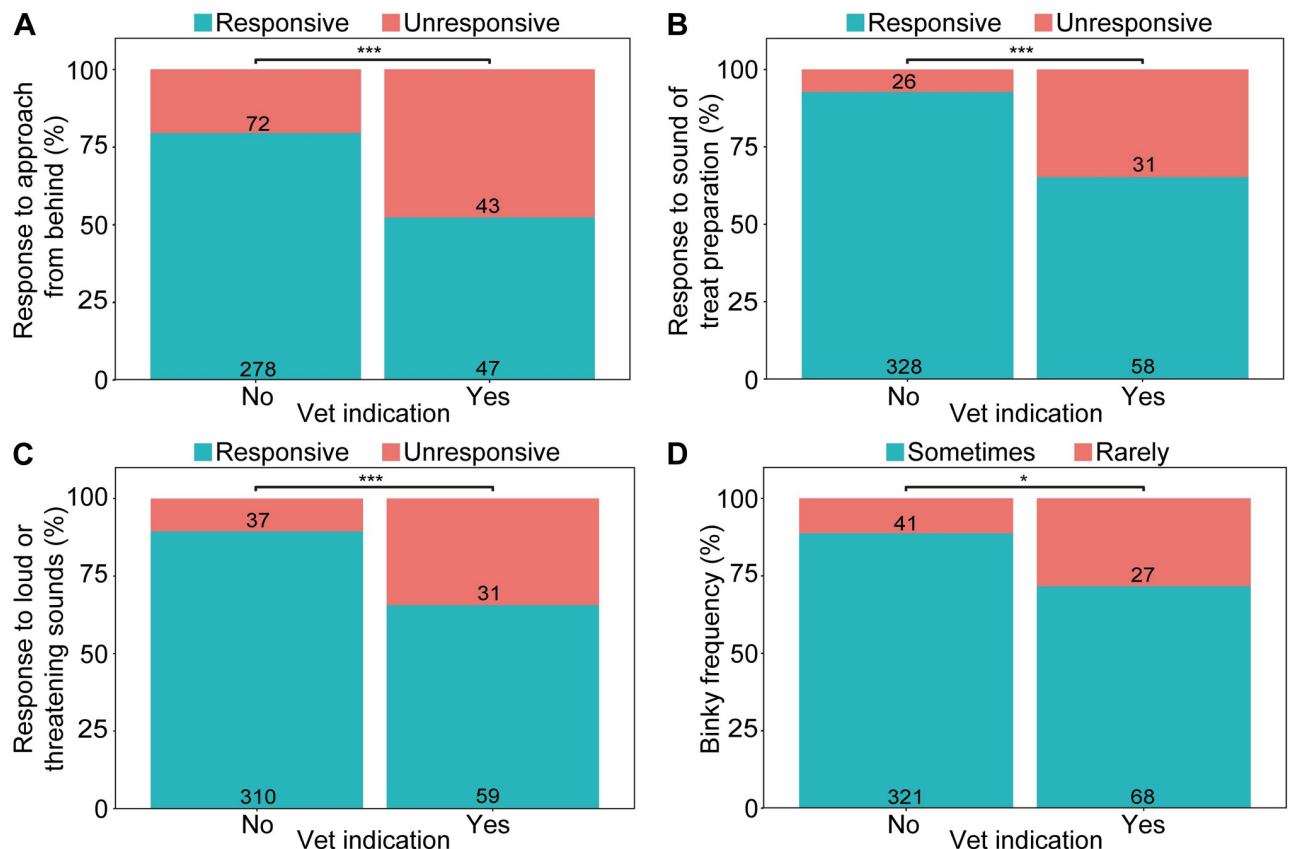 A
Responsive Unresponsive
Response to approach
from behind (%)
***
100
75
50
25
0
72
278
43
47
No Yes
Vet indication
B
Responsive Unresponsive
Response to sound of
treat preparation (%)
***
100
75
50
25
0
26
328
31
58
No Yes
Vet indication
C
Responsive Unresponsive
Response to loud or
threatening sounds (%)
***
100
75
50
25
0
37
310
31
59
No Yes
Vet indication
D
Sometimes Rarely
Binky frequency (%)
*
100
75
50
25
0
41
321
27
68
No Yes
Vet indication